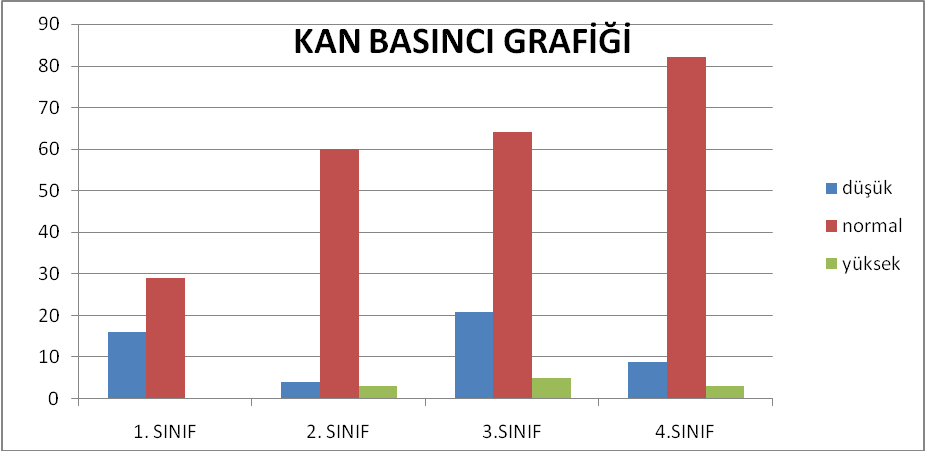 KAN BASINCI GRAFİĞİ
90
80
70
60
50
40
30
20
10
0
1. SINIF
2. SINIF
3.SINIF
4.SINIF
düşük
normal
yüksek